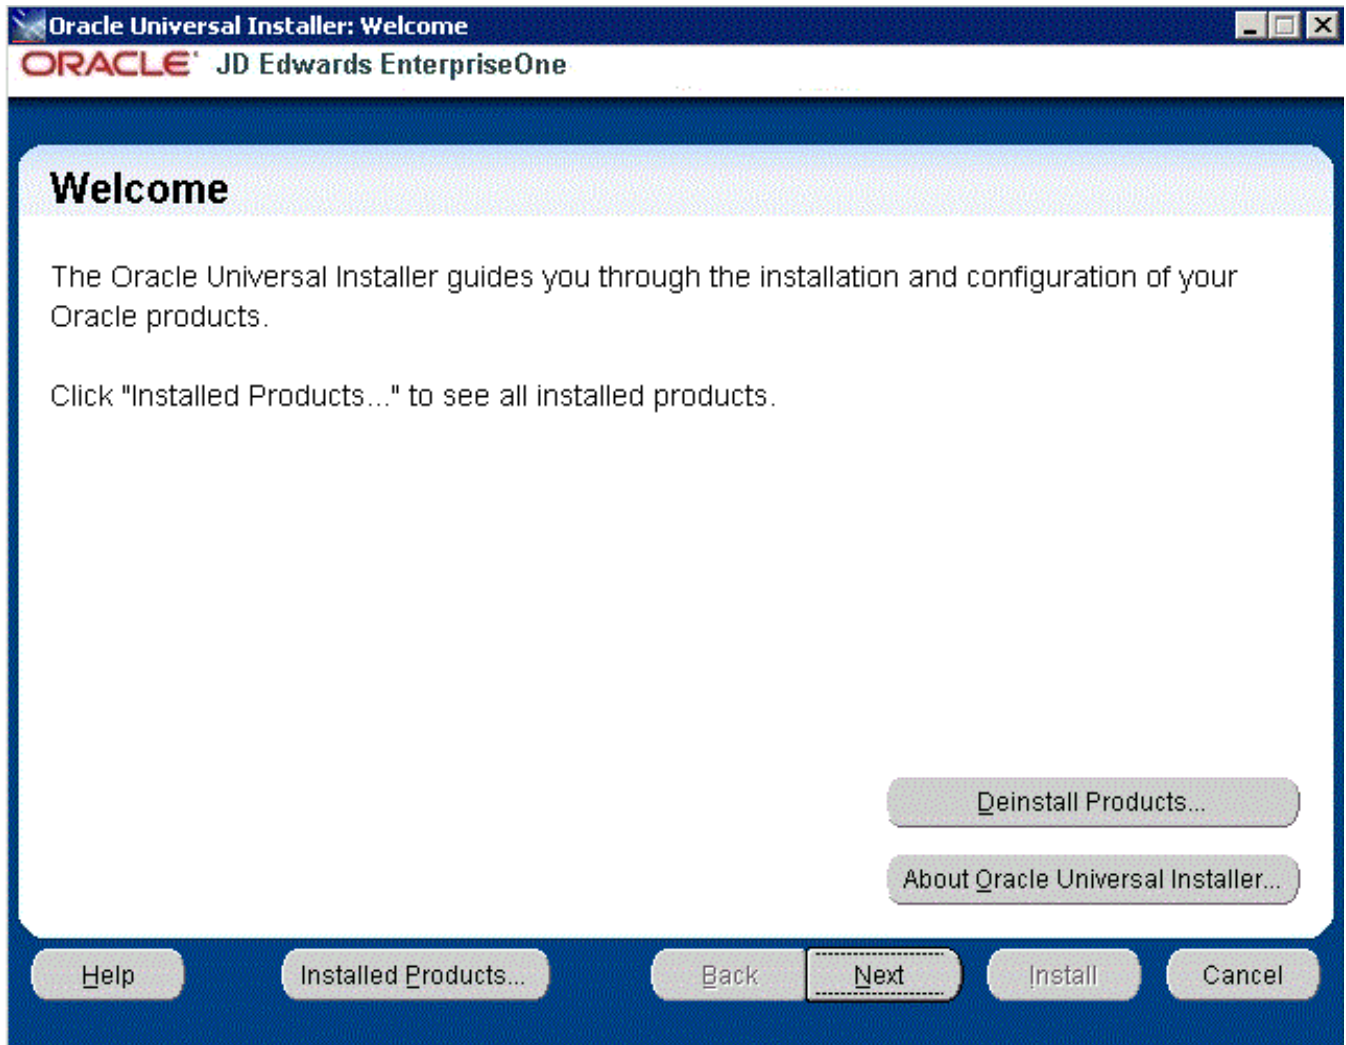 Oracle Universal Installer: Welcome
ORACLE JD Edwards EnterpriseOne
Welcome
The Oracle Universal Installer guides you through the installation and configuration of your
Oracle products.
Click "Installed Products..." to see all installed products.
Deinstall Products...
About Oracle Universal Installer...
Help Installed Products... Back Next Install Cancel